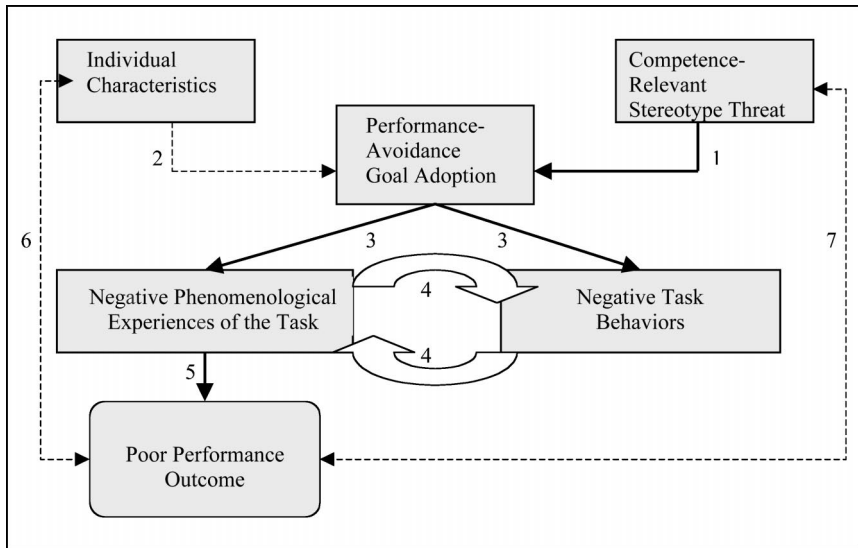 Individual
Characteristics
Competence-
Relevant
Stereotype Threat
Performance-
Avoidance
Goal Adoption
2
1
6
3
3
7
Negative Phenomenological
Experiences of the Task
4
Negative Task
Behaviors
4
5
Poor Performance
Outcome